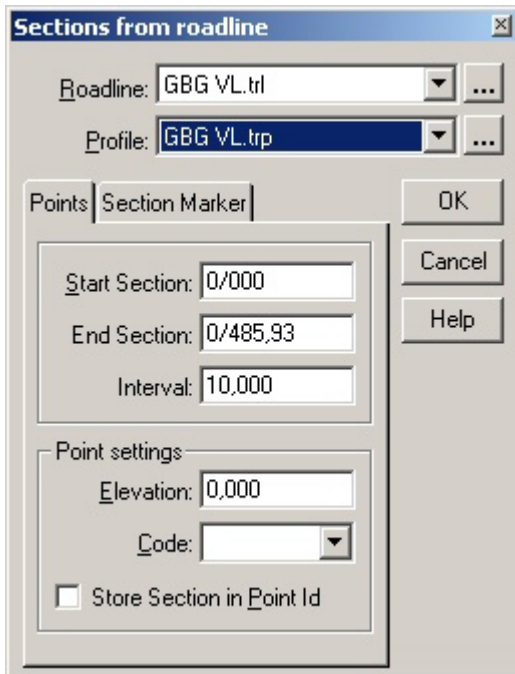 Sections from roadline
Roadline: GBG VL.trl ...
Profile: GBG VL.trp ...
Points Section Marker OK
Cancel
Help
Start Section: 0/000
End Section: 0/485,93
Interval: 10,000
Point settings
Elevation: 0,000
Code:
Store Section in Point Id